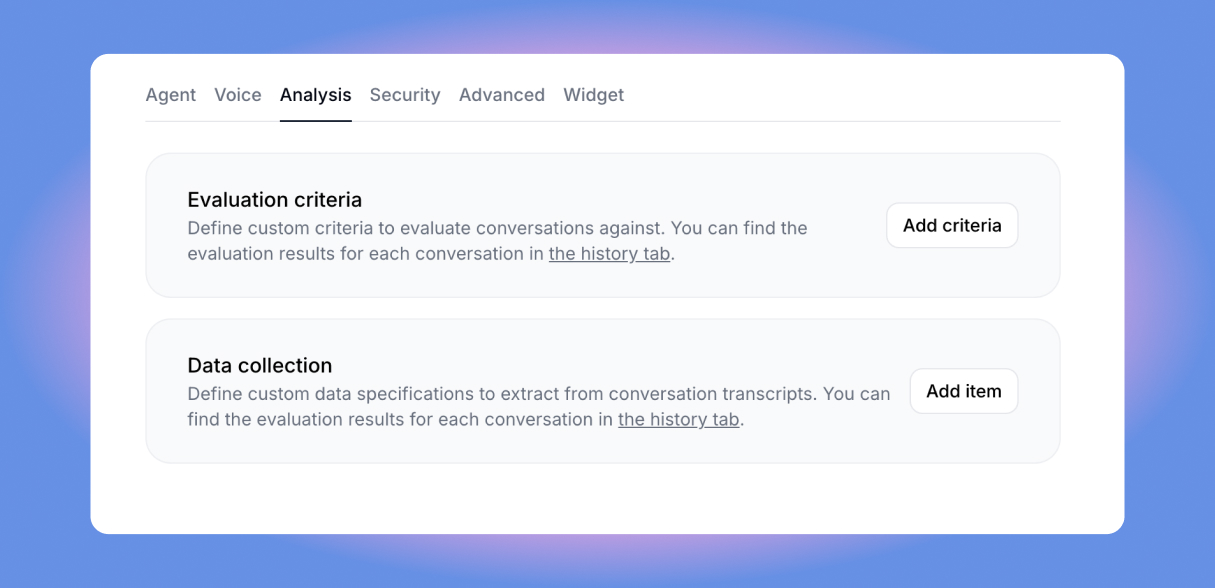 Agent Voice Analysis Security Advanced Widget
Evaluation criteria
Define custom criteria to evaluate conversations against. You can find the
evaluation results for each conversation in the history tab.
Add criteria
Data collection
Define custom data specifications to extract from conversation transcripts. You can
find the evaluation results for each conversation in the history tab.
Add item